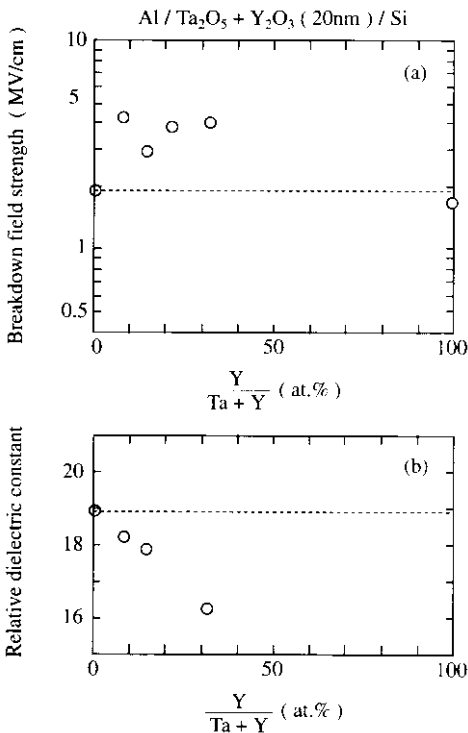 Al / Ta₂O₅ + Y₂O₃ ( 20nm ) / Si
Breakdown field strength ( MV/cm )
10
5
1
0.5
(a)
0 50 100
Y
Ta + Y ( at.% )
Relative dielectric constant
20
18
16
(b)
0 50 100
Y
Ta + Y ( at.% )